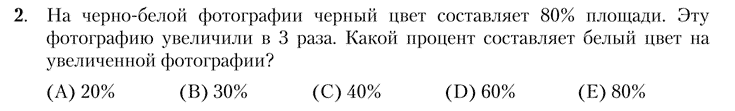 2. На черно-белой фотографии черный цвет составляет 80% площади. Эту
фотографию увеличили в 3 раза. Какой процент составляет белый цвет на
увеличенной фотографии?
(A) 20% (B) 30% (C) 40% (D) 60% (E) 80%